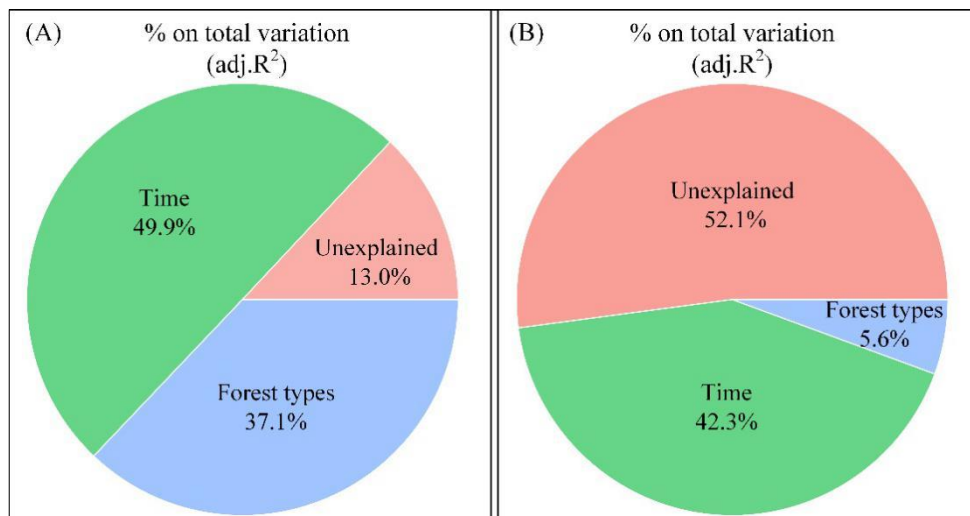 (A)
% on total variation
(adj.R²)
Time
49.9%
Unexplained
13.0%
Forest types
37.1%
(B)
% on total variation
(adj.R²)
Unexplained
52.1%
Forest types
5.6%
Time
42.3%